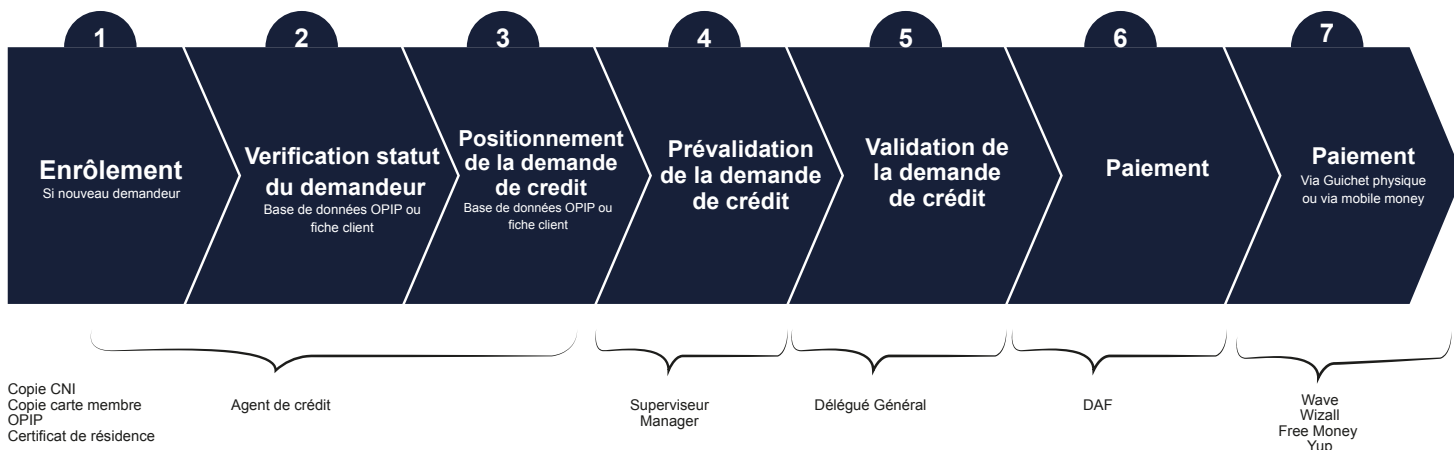 1
Enrôlement
Si nouveau demandeur
2
Verification statut
du demandeur
Base de données OPIP ou
fiche client
3
Positionnement
de la demande
de credit
Base de données OPIP ou
fiche client
4
Prévalidation
de la demande
de crédit
5
Validation de
la demande
de crédit
6
Paiement
7
Paiement
Via Guichet physique
ou via mobile money
Copie CNI
Copie carte membre
OPIP
Certificat de résidence
Agent de crédit
Superviseur
Manager
Délégué Général
DAF
Wave
Wizall
Free Money
Yup